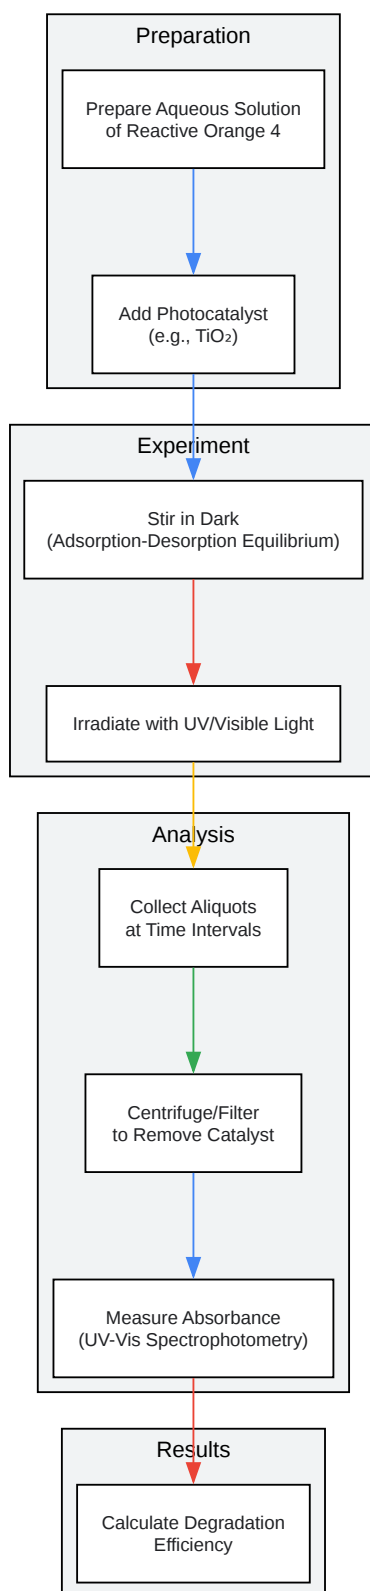 Preparation
Prepare Aqueous Solution
of Reactive Orange 4
Add Photocatalyst
(e.g., TiO₂)
Experiment
Stir in Dark
(Adsorption-Desorption Equilibrium)
Irradiate with UV/Visible Light
Analysis
Collect Aliquots
at Time Intervals
Centrifuge/Filter
to Remove Catalyst
Measure Absorbance
(UV-Vis Spectrophotometry)
Results
Calculate Degradation
Efficiency